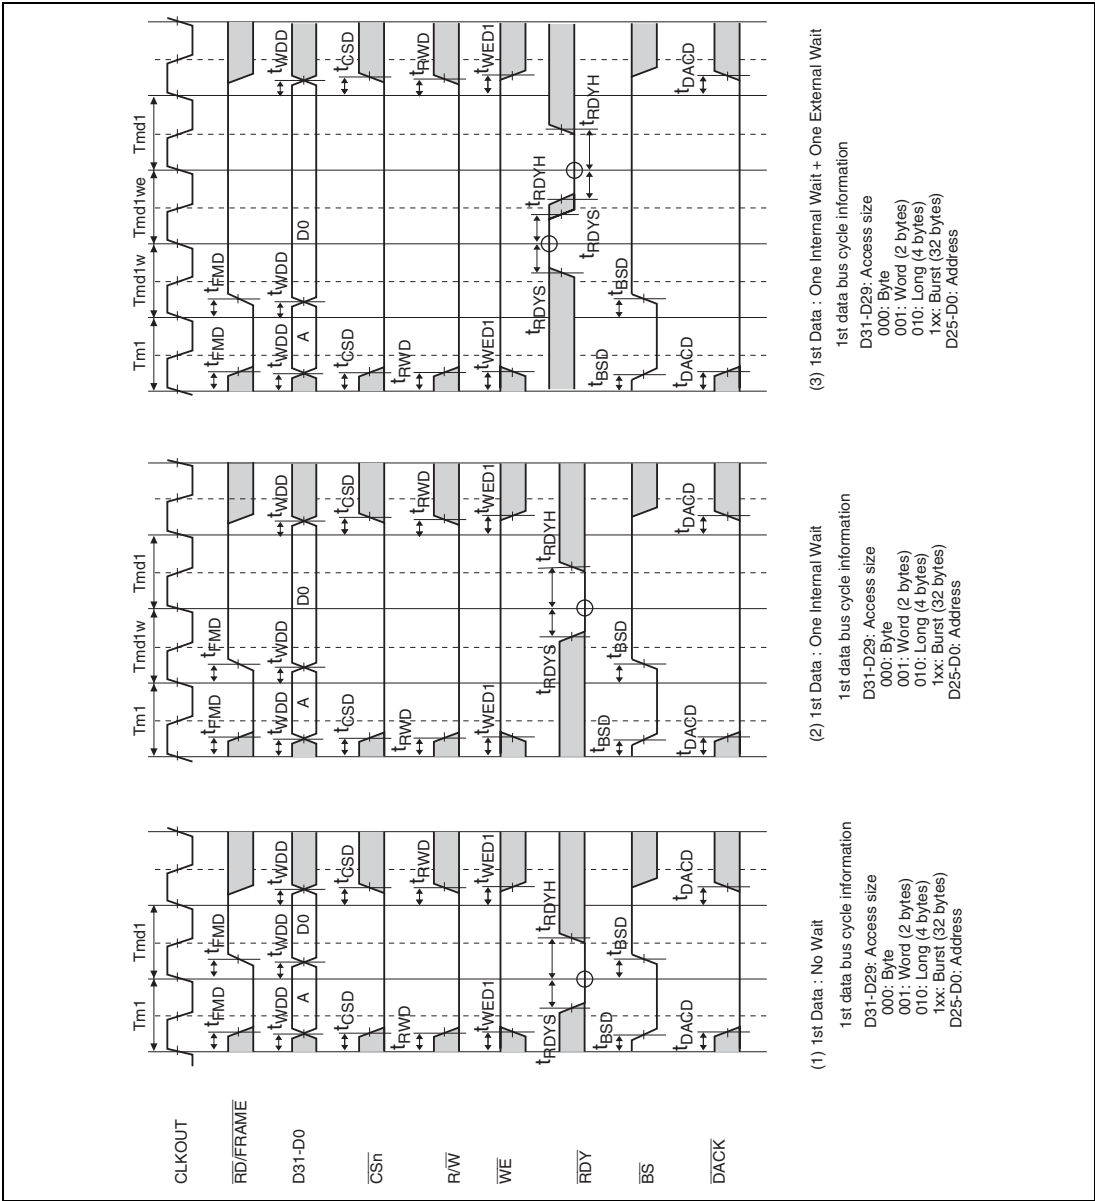 CLKOUT
RD/FRAME
D31-D0
CSn
R/W
WE
RDY
BS
DACK
Tm1 Tmd1
tFMD tFMD
tWDD tWDD tWDD
A D0
tCSD tCSD
tRWD tRWD
tWED1 tWED1
tRDYS tRDYH
tBSD tBSD
tDACD tDACD
(1) 1st Data : No Wait
1st data bus cycle information
D31-D29: Access size
000: Byte
001: Word (2 bytes)
010: Long (4 bytes)
1xx: Burst (32 bytes)
D25-D0: Address
Tm1 Tmd1w Tmd1
tFMD tFMD
tWDD tWDD tWDD
A D0
tCSD tCSD
tRWD tRWD
tWED1 tWED1
tRDYS tRDYH
tBSD tBSD
tDACD tDACD
(2) 1st Data : One Internal Wait
1st data bus cycle information
D31-D29: Access size
000: Byte
001: Word (2 bytes)
010: Long (4 bytes)
1xx: Burst (32 bytes)
D25-D0: Address
Tm1 Tmd1w Tmd1we Tmd1
tFMD tFMD
tWDD tWDD tWDD
A D0
tCSD tCSD
tRWD tRWD
tWED1 tWED1
tRDYS tRDYH tRDYS tRDYH
tBSD tBSD
tDACD tDACD
(3) 1st Data : One Internal Wait + One External Wait
1st data bus cycle information
D31-D29: Access size
000: Byte
001: Word (2 bytes)
010: Long (4 bytes)
1xx: Burst (32 bytes)
D25-D0: Address